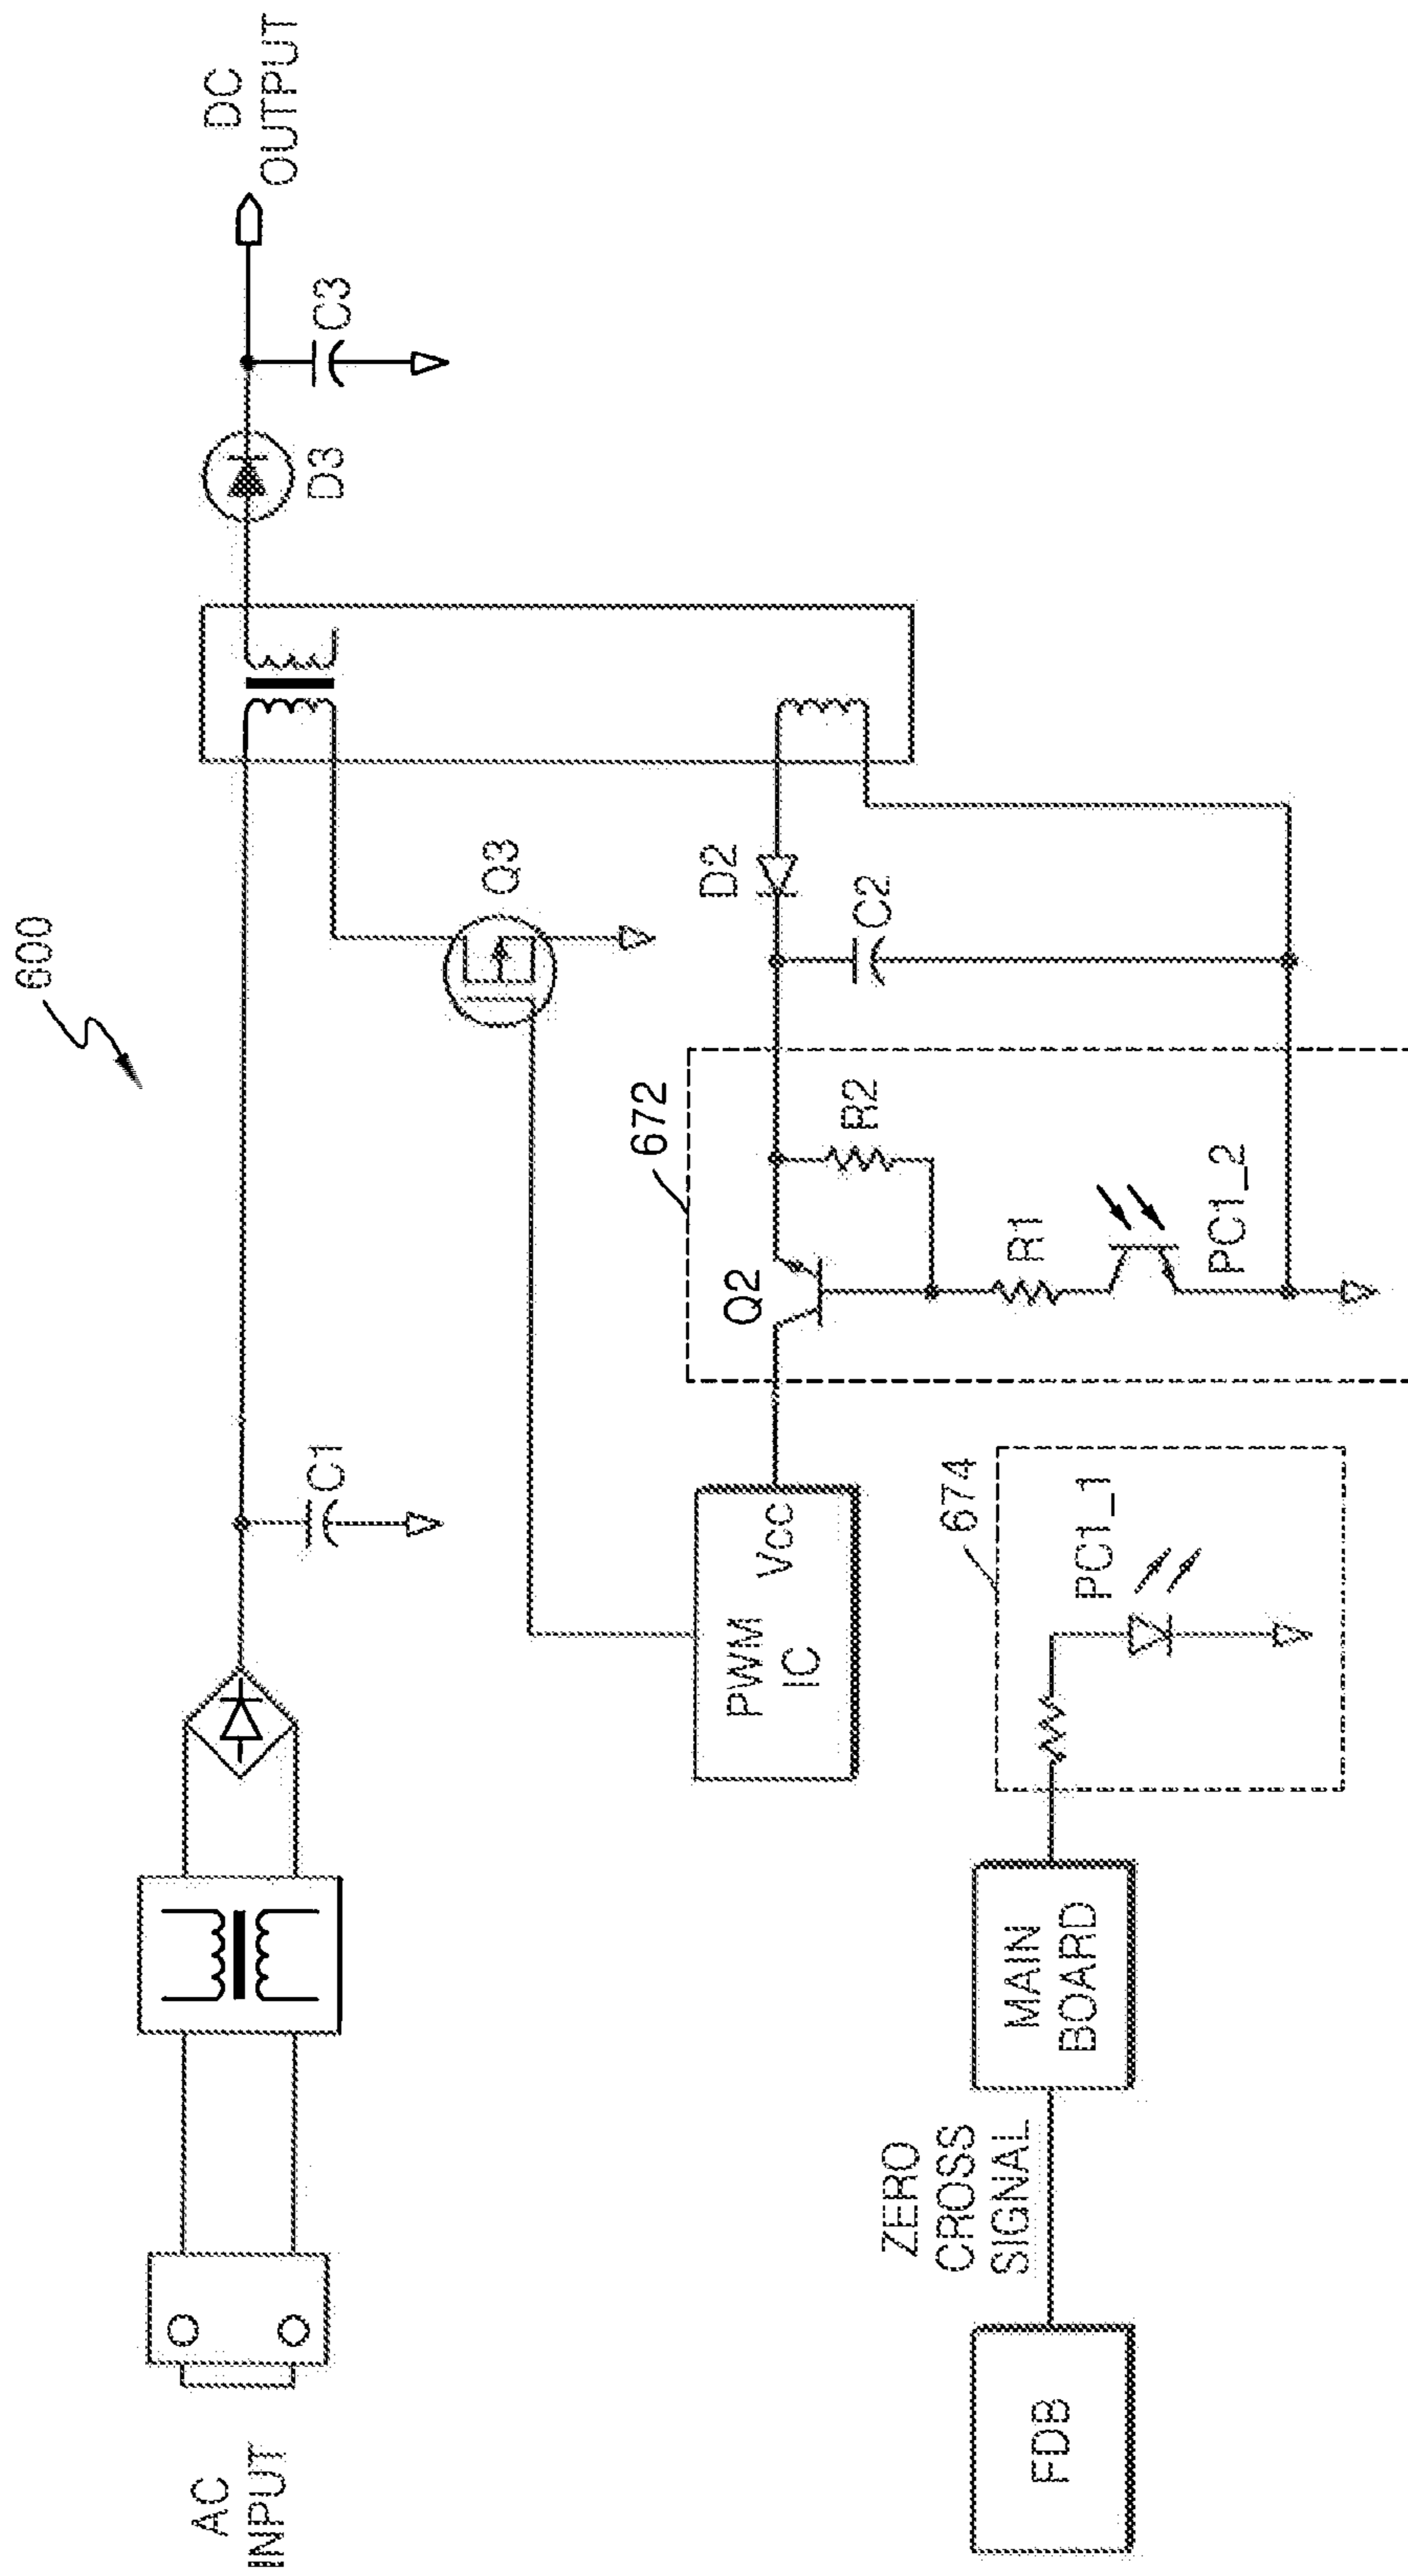 600
AC
INPUT
C1
D3
C3
DC
OUTPUT
Q3
672
D2
Q2
R2
C2
PWM
IC
Vcc
R1
PC1_2
674
PC1_1
ZERO
CROSS
SIGNAL
FDB
MAIN
BOARD